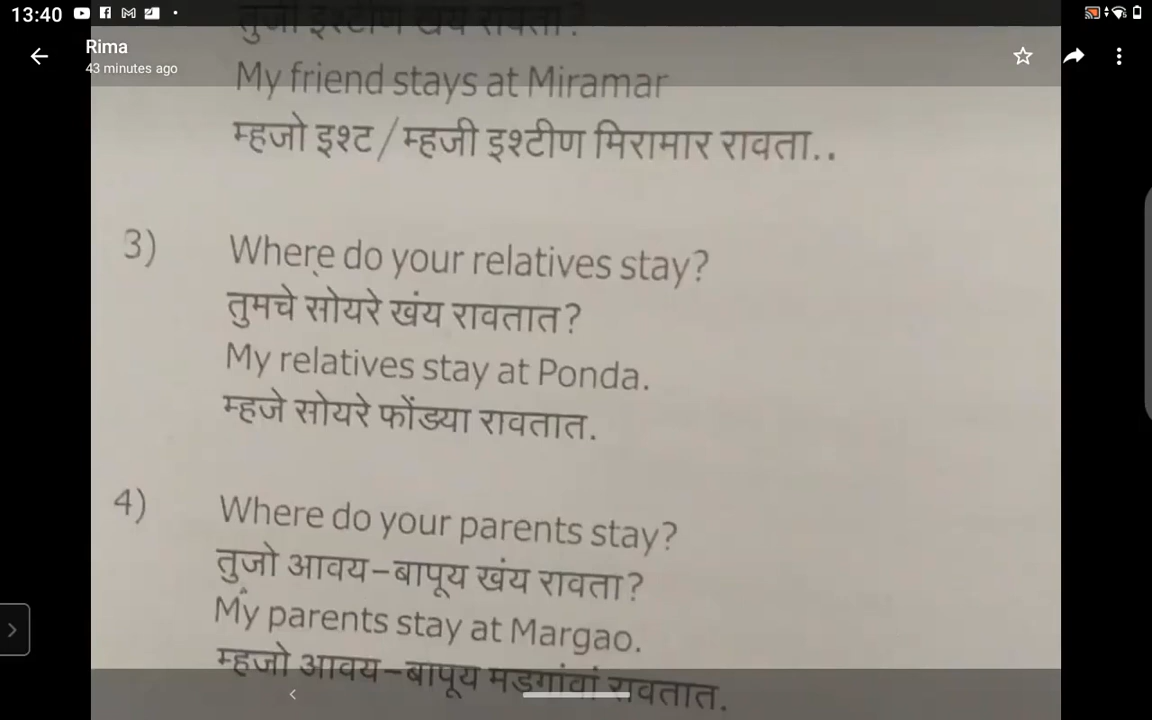 13:40
Rima
43 minutes ago
तुजी इश्टीण खंय रावता?
My friend stays at Miramar
म्हजो इश्ट/म्हजी इश्टीण मिरामार रावता..
3) Where do your relatives stay?
तुमचे सोयरे खंय रावतात?
My relatives stay at Ponda.
म्हजे सोयरे फोंड्या रावतात.
4) Where do your parents stay?
तुजो आवय-बापूय खंय रावता?
My parents stay at Margao.
म्हजो आवय-बापूय मडगांवां रावतात.